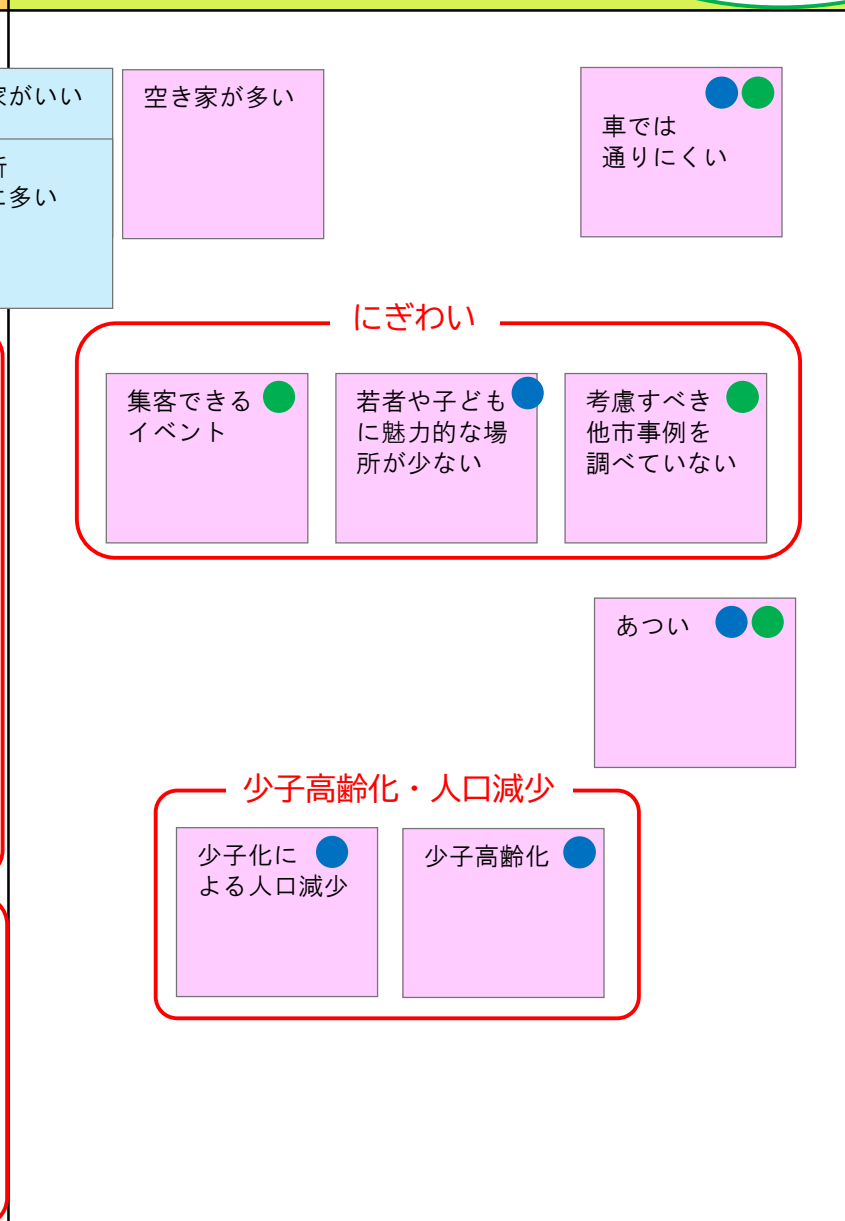 がいい
に多い
空き家が多い
車では
通りにくい
にぎわい
集客できる
イベント
若者や子ども
に魅力的な場
所が少ない
考慮すべき
他市事例を
調べていない
あつい
少子高齢化・人口減少
少子化に
よる人口減少
少子高齢化